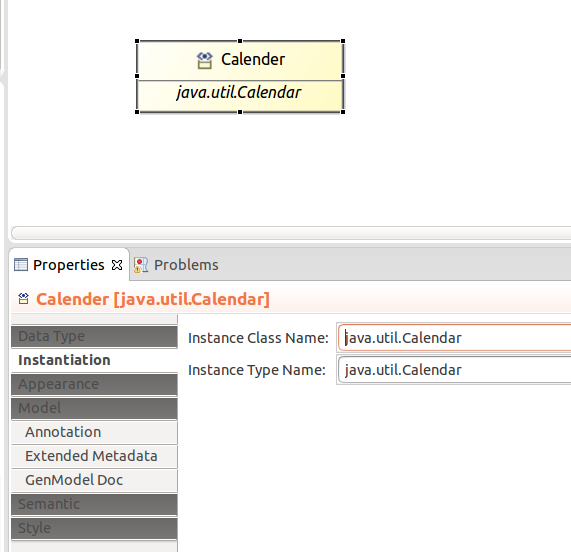 Calender
java.util.Calendar
Properties
Problems
Calender [java.util.Calendar]
Data Type
Instantiation
Appearance
Model
Annotation
Extended Metadata
GenModel Doc
Semantic
Style
Instance Class Name: java.util.Calendar
Instance Type Name: java.util.Calendar